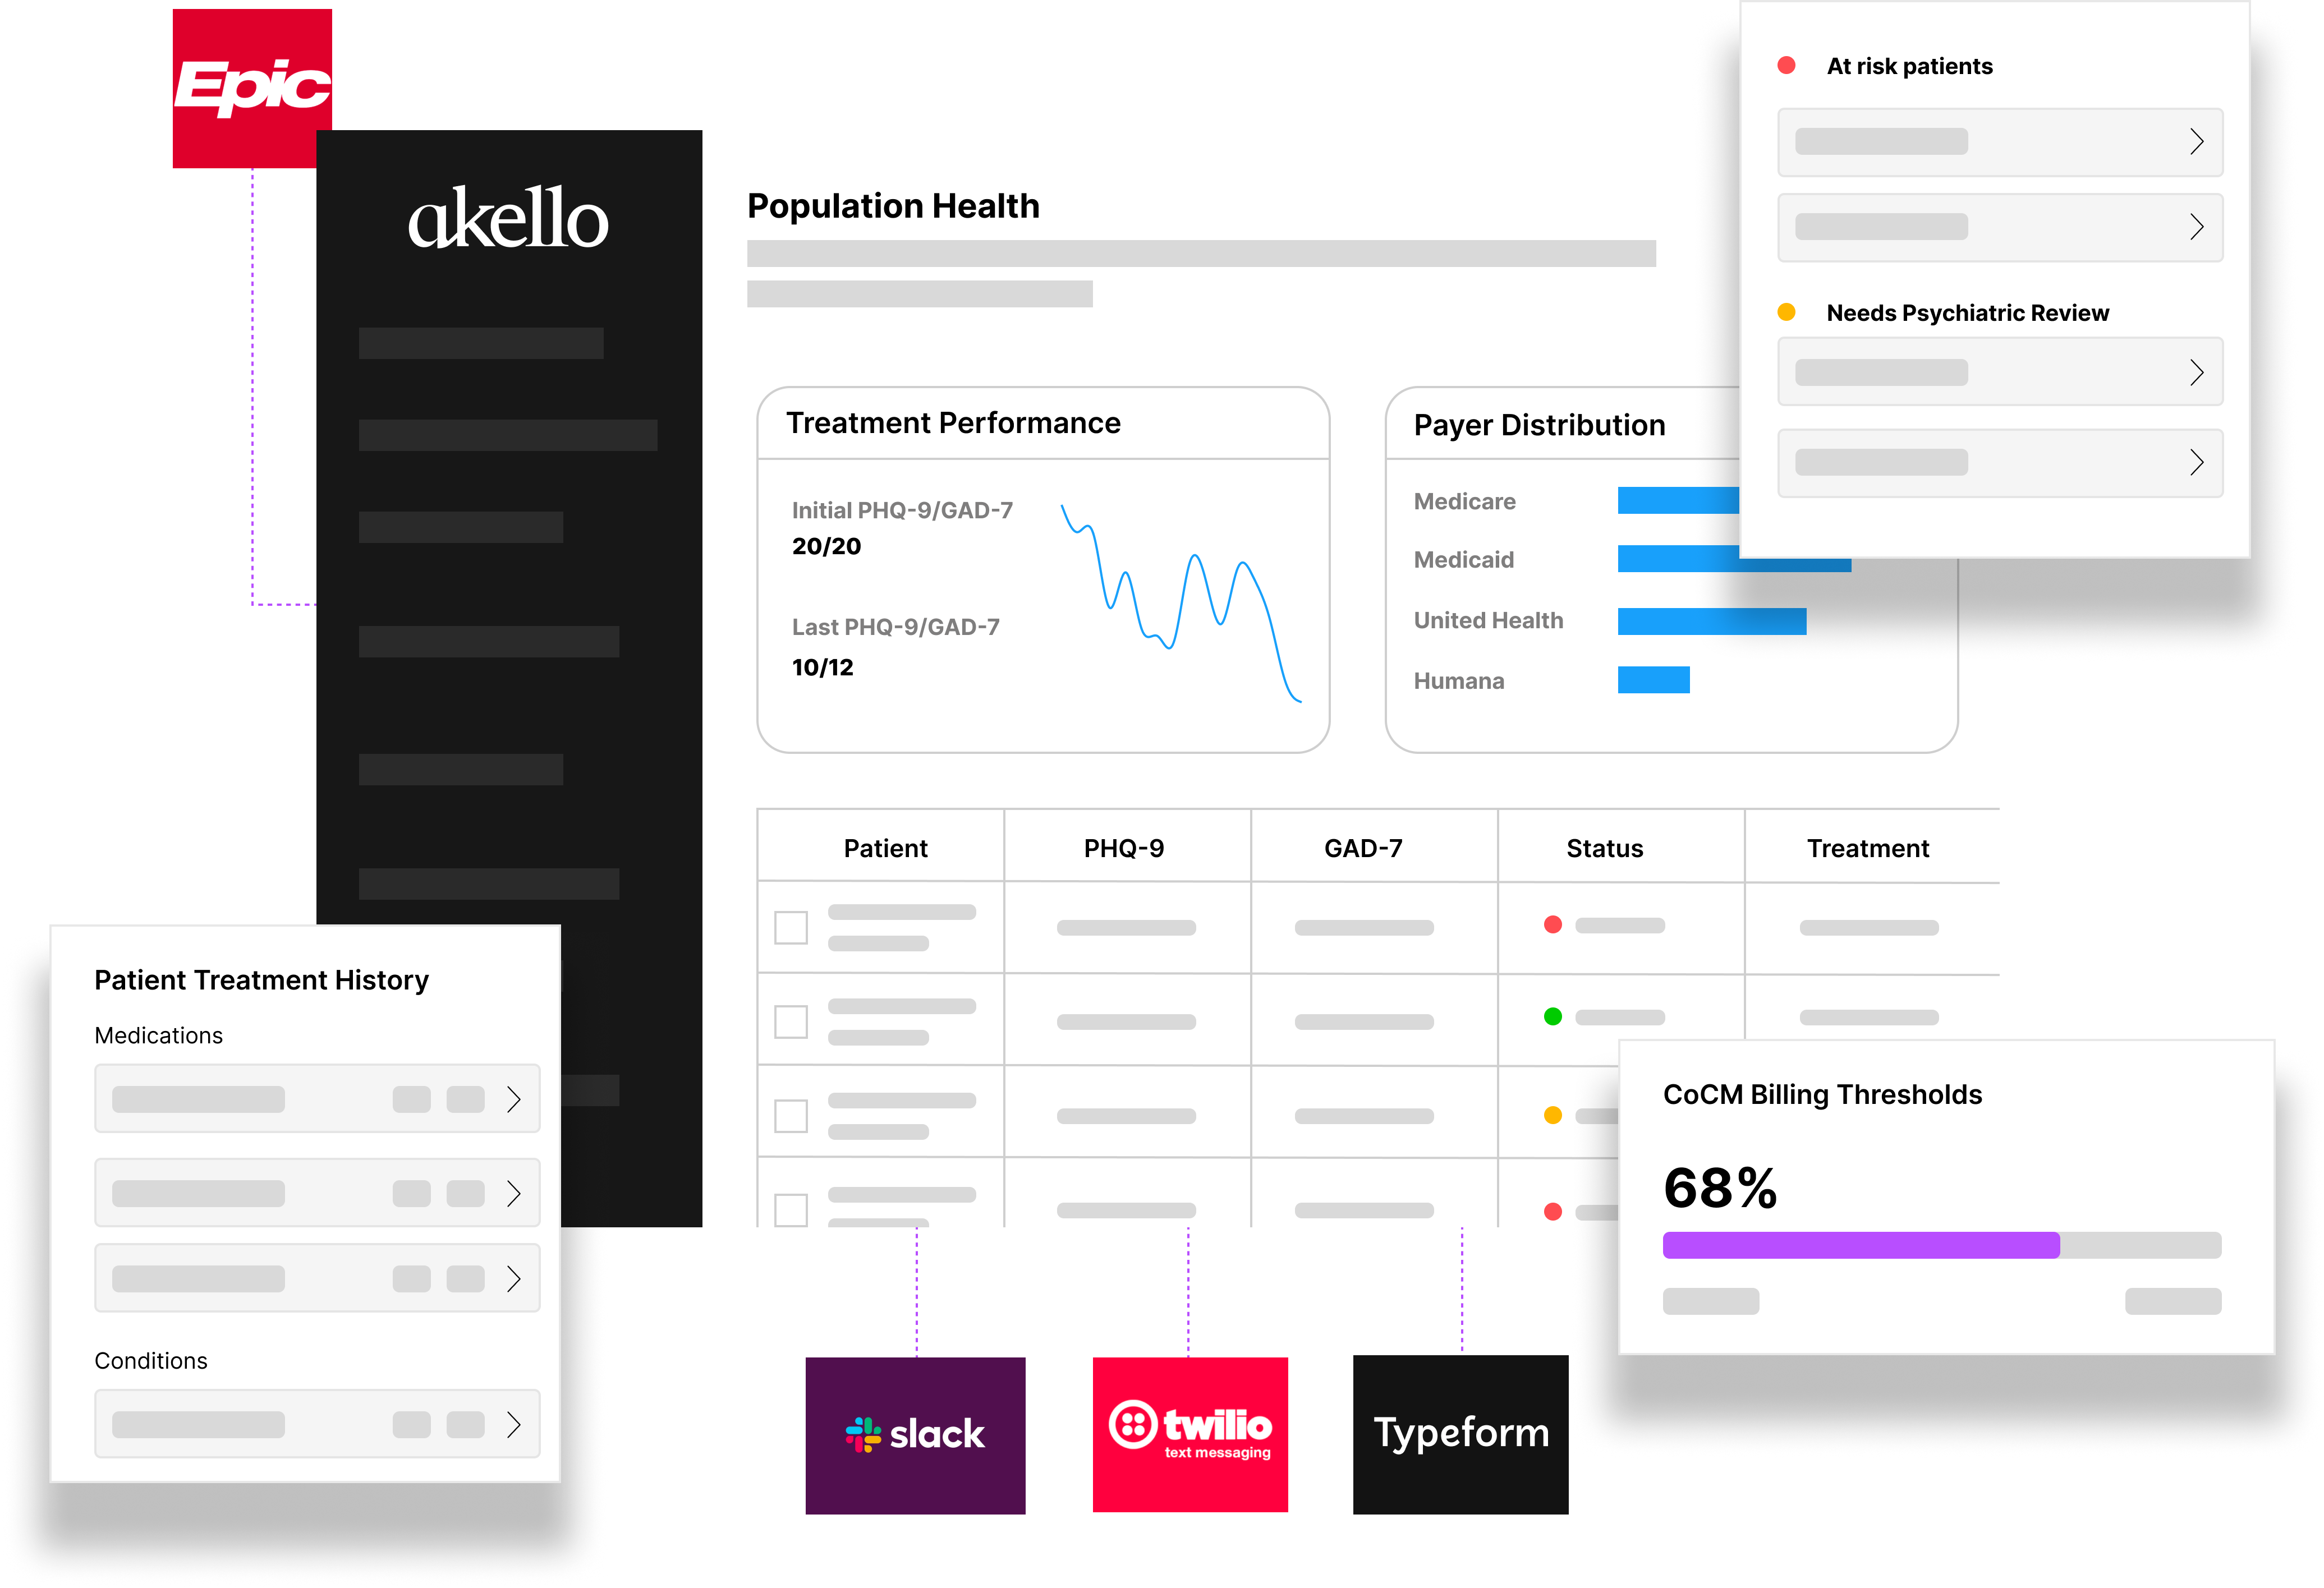 Epic
akello
Population Health
Treatment Performance
Initial PHQ-9/GAD-7
20/20
Last PHQ-9/GAD-7
10/12
Payer Distribution
Medicare
Medicaid
United Health
Humana
At risk patients
Needs Psychiatric Review
Patient PHQ-9 GAD-7 Status Treatment
Patient Treatment History
Medications
Conditions
CoCM Billing Thresholds
68%
slack
twilio
text messaging
Typeform